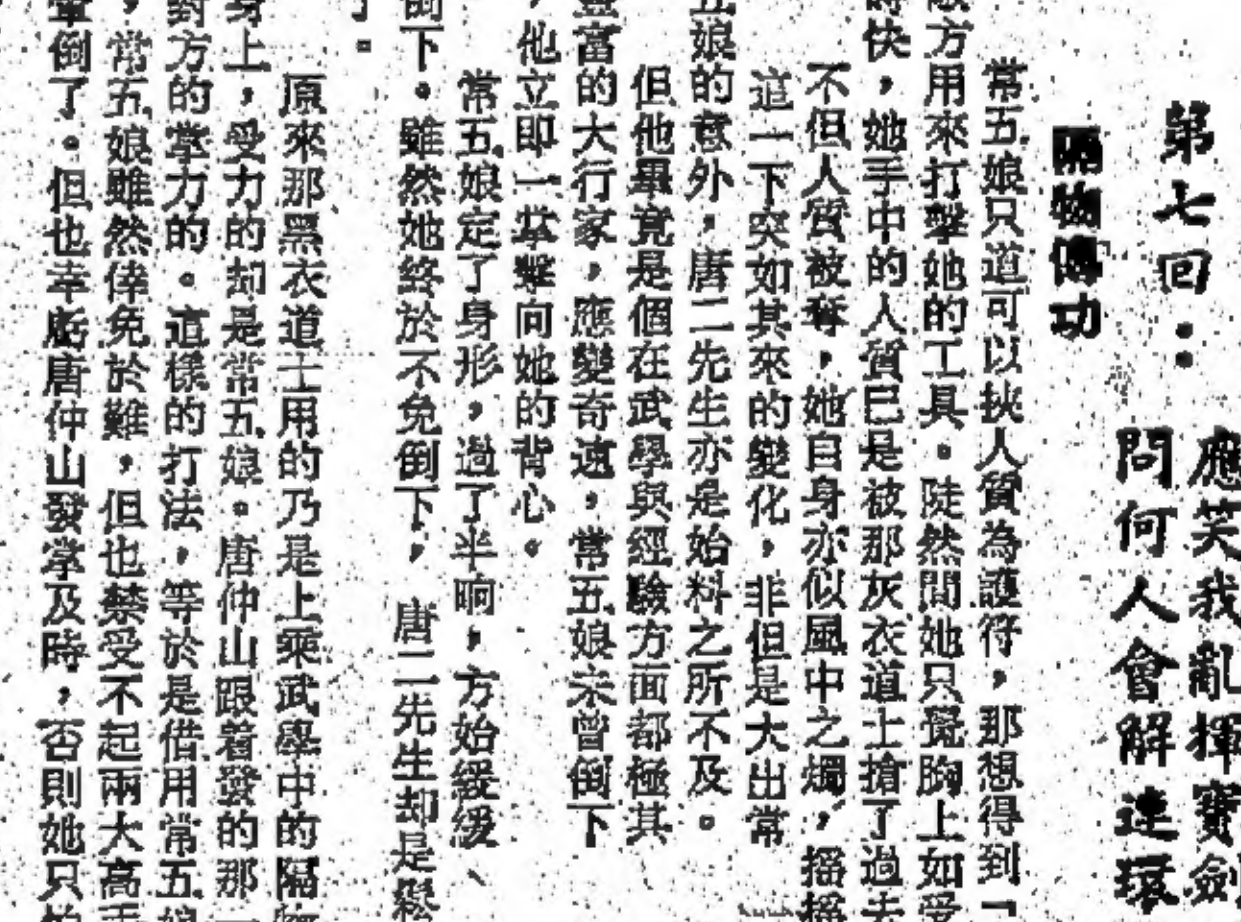 第七回：
應笑我亂揮寶劍
問何人會解連環
隔物傳功
常五娘只道可以挾人質為護符，那想得到「
敵方用來打擊她的工具。陡然間她只覺胸上如受
時快，她手中的人質已是被那灰衣道士搶了過去
不但人質被奪，她自身亦似風中之燭，搖搖
這一下突如其來的變化，非但是大出常
五娘的意外，唐二先生亦是始料之所不及。
但他畢竟是個在武學與經驗方面都極其
豐富的大行家，應變奇速，常五娘未曾倒下
，他立即一掌擊向她的背心。
常五娘定了身形，過了半晌，方始緩緩、
倒下。雖然她終於不免倒下，唐二先生却是鬆
了。
原來那黑衣道士用的乃是上乘武學中的隔物
身上，受力的却是常五娘。唐仲山跟着發的那一
對方的掌力的。這樣的打法，等於是借用常五娘
，常五娘雖然倖免於難，但也禁受不起兩大高手
暈倒了。但也幸虧唐仲山發掌及時，否則她只怕